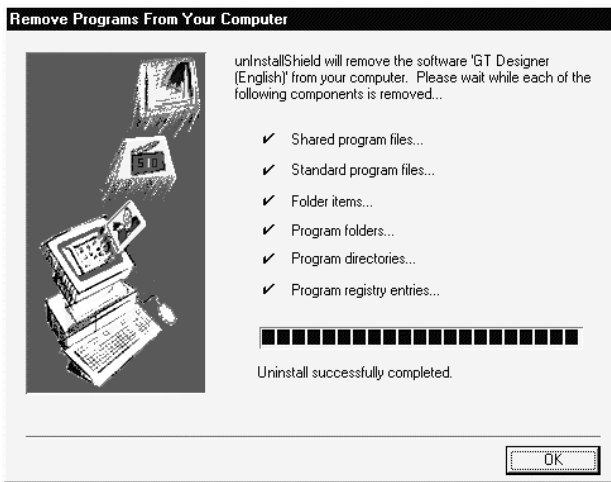 Remove Programs From Your Computer
unInstallShield will remove the software 'GT Designer
(English)' from your computer. Please wait while each of the
following components is removed...
Shared program files...
Standard program files...
Folder items...
Program folders...
Program directories...
Program registry entries...
Uninstall successfully completed.
OK